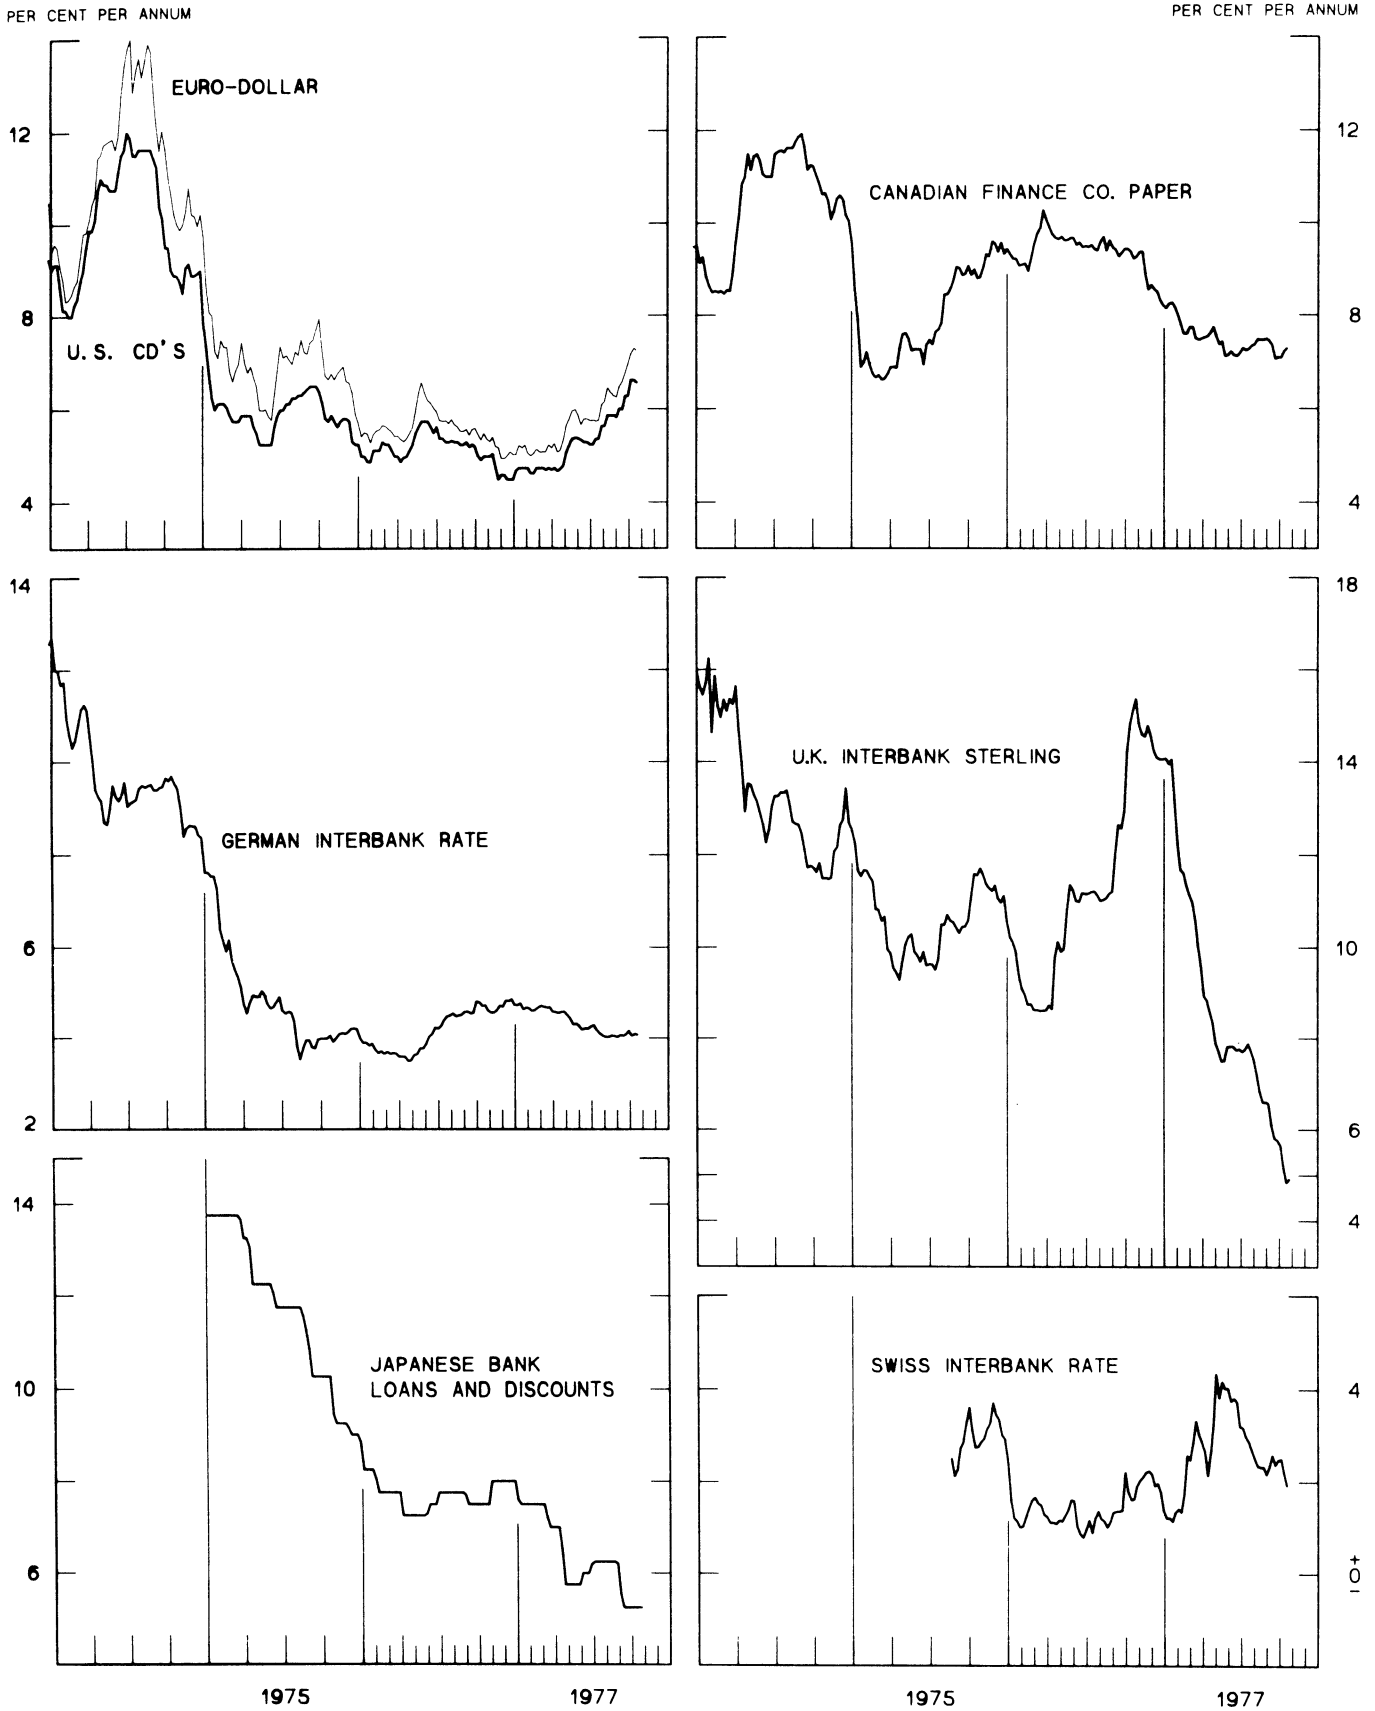 PER CENT PER ANNUM
PER CENT PER ANNUM
EURO-DOLLAR
12
8
U.S. CD'S
4
CANADIAN FINANCE CO. PAPER
12
8
4
14
GERMAN INTERBANK RATE
6
2
18
U.K. INTERBANK STERLING
14
10
6
4
14
JAPANESE BANK
LOANS AND DISCOUNTS
10
6
1975
1977
SWISS INTERBANK RATE
4
+
0
−
1975
1977